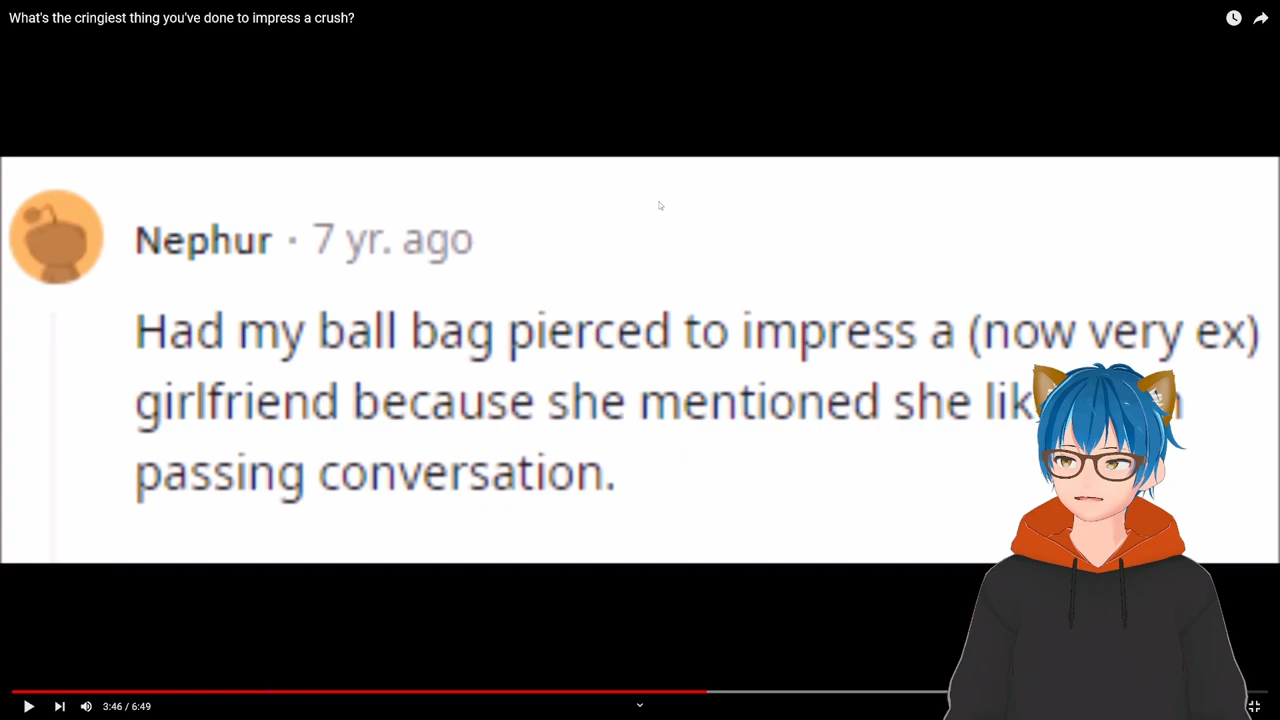 What's the cringiest thing you've done to impress a crush?
Nephur · 7 yr. ago
Had my ball bag pierced to impress a (now very ex)
girlfriend because she mentioned she
passing conversation.
3:46 / 6:49